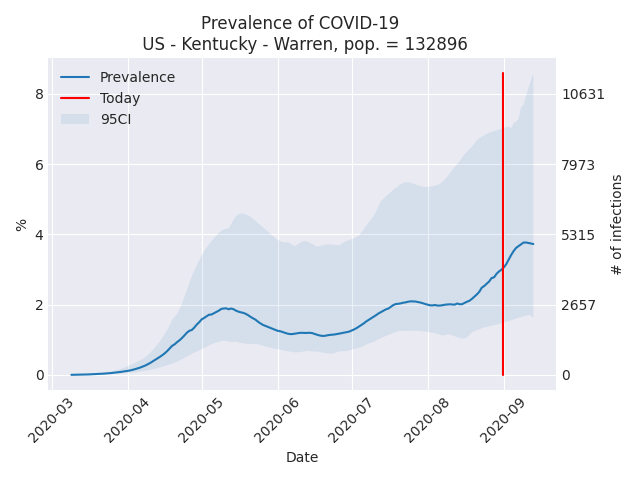 Prevalence of COVID-19
US - Kentucky - Warren, pop. = 132896
Prevalence
Today
95CI
8
6
4
2
0
%
10631
7973
5315
2657
0
# of infections
2020-03
2020-04
2020-05
2020-06
2020-07
2020-08
2020-09
Date